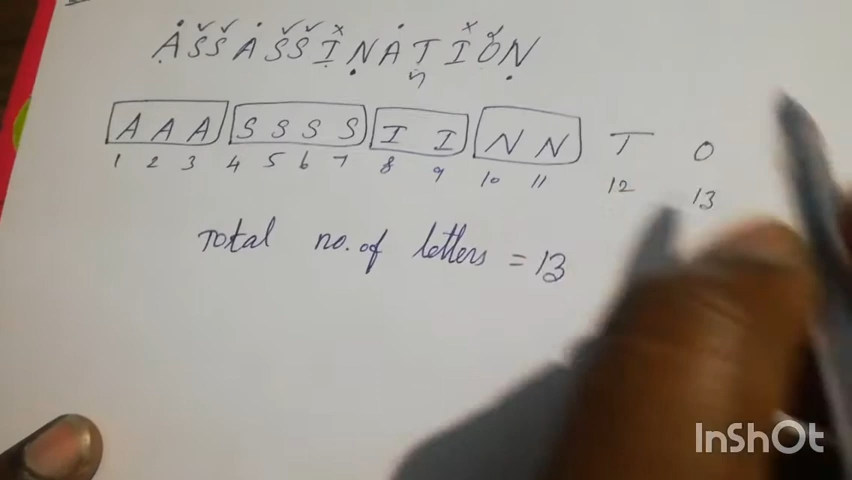 ASSASSINATION
A A A S S S S I I N N T O
1 2 3 4 5 6 7 8 9 10 11 12 13
Total no. of letters = 13
InShOt